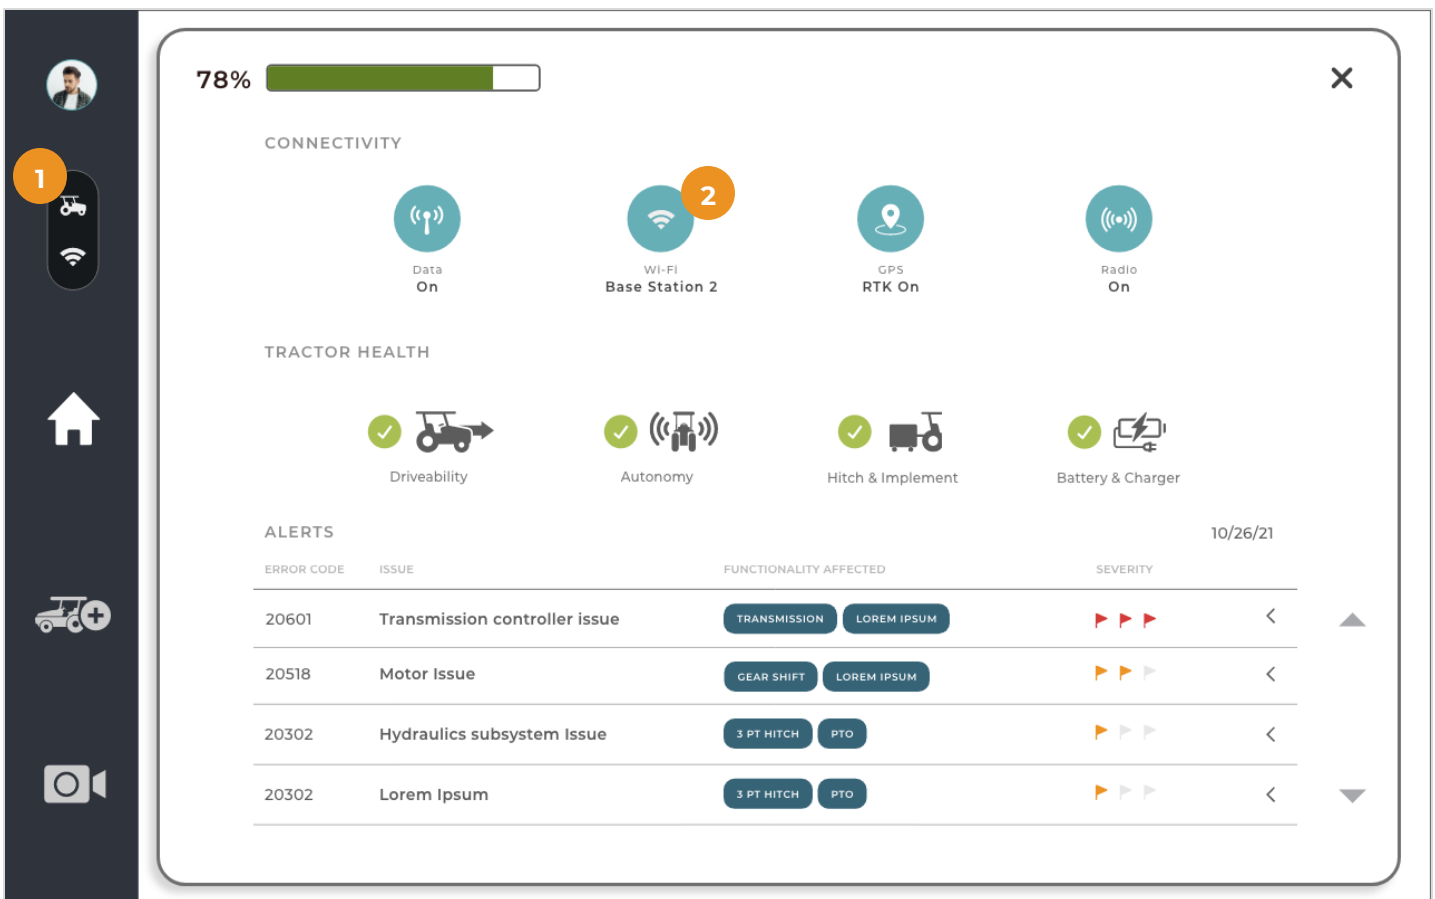 78%
1
CONNECTIVITY
2
Data
On
Wi-Fi
Base Station 2
GPS
RTK On
Radio
On
TRACTOR HEALTH
Driveability
Autonomy
Hitch & Implement
Battery & Charger
ALERTS 10/26/21
ERROR CODE ISSUE FUNCTIONALITY AFFECTED SEVERITY
20601 Transmission controller issue TRANSMISSION LOREM IPSUM
20518 Motor Issue GEAR SHIFT LOREM IPSUM
20302 Hydraulics subsystem Issue 3 PT HITCH PTO
20302 Lorem Ipsum 3 PT HITCH PTO